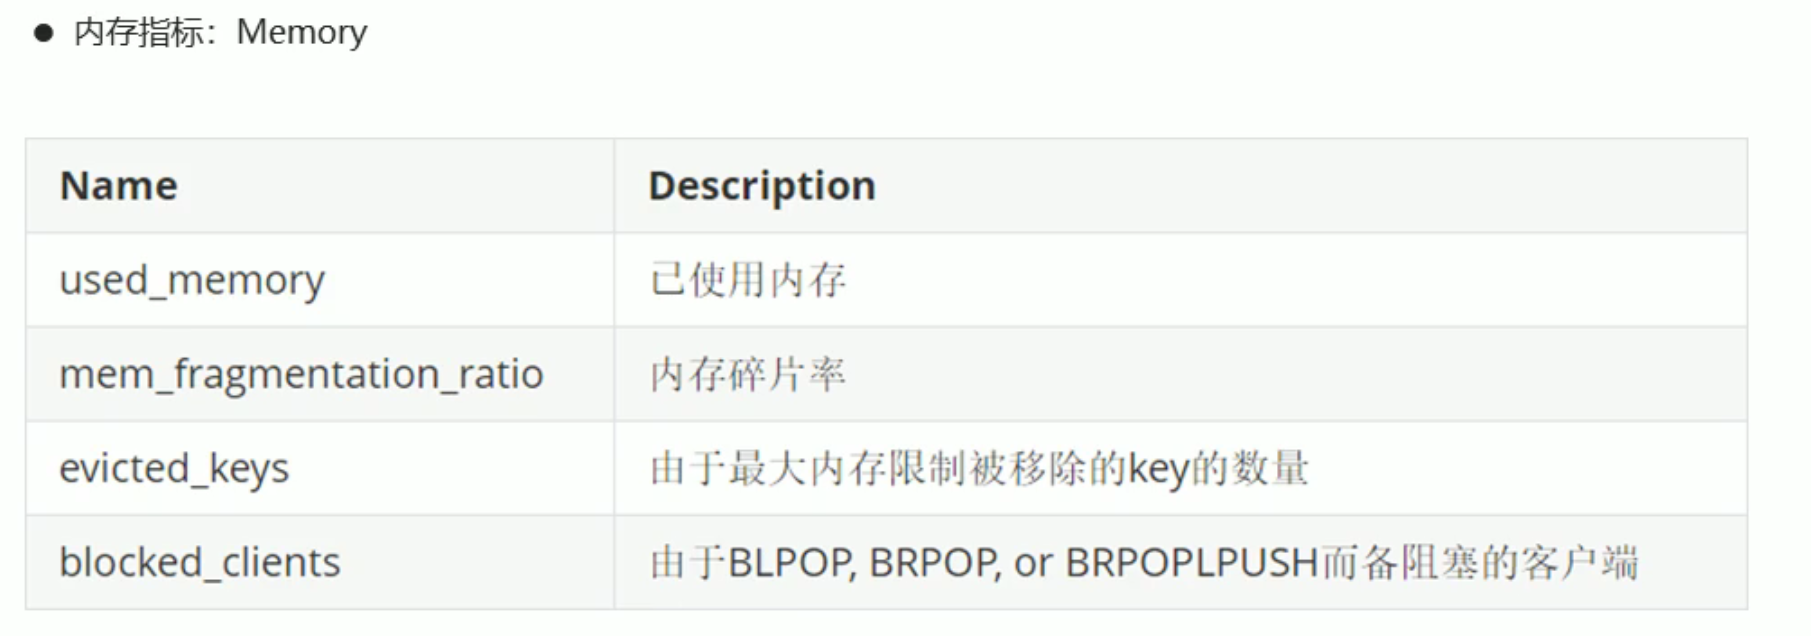 ● 内存指标：Memory
Name Description
used_memory 已使用内存
mem_fragmentation_ratio 内存碎片率
evicted_keys 由于最大内存限制被移除的key的数量
blocked_clients 由于BLPOP, BRPOP, or BRPOPLPUSH而备阻塞的客户端